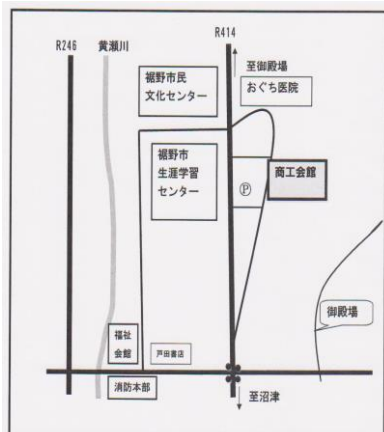 R414
R246
黄瀬川
至御殿場
裾野市民
文化センター
おぐち医院
裾野市
生涯学習
センター
商工会館
Ⓟ
御殿場
福祉
会館
戸田書店
消防本部
至沼津